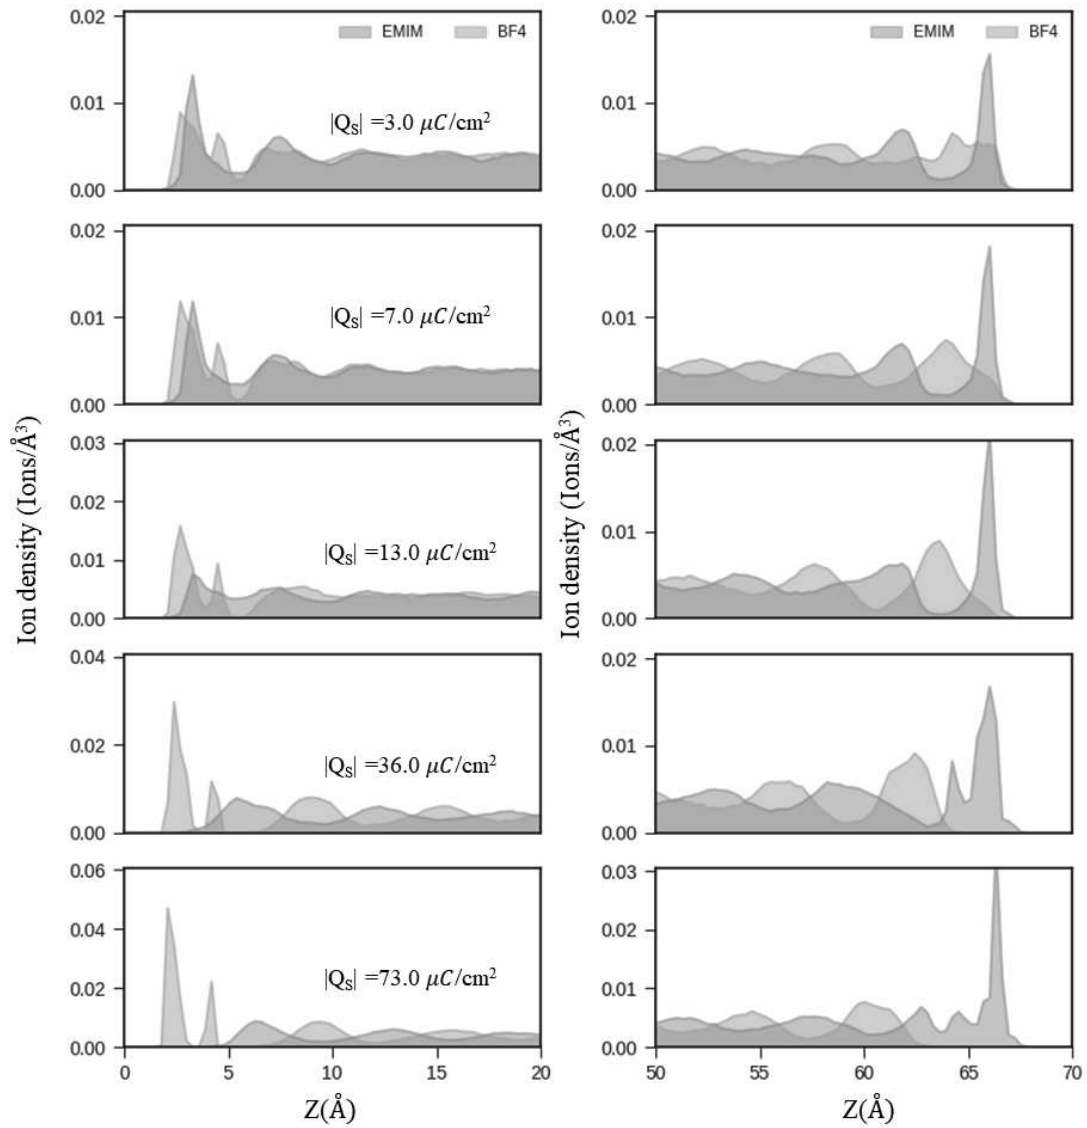 0.02
0.01
0.00
EMIM BF4
|Qₛ| =3.0 μC/cm²
0.02
0.01
0.00
EMIM BF4
0.02
0.01
0.00
|Qₛ| =7.0 μC/cm²
0.02
0.01
0.00
0.03
0.02
0.01
0.00
|Qₛ| =13.0 μC/cm²
0.02
0.01
0.00
0.04
0.02
0.00
|Qₛ| =36.0 μC/cm²
0.02
0.01
0.00
0.06
0.04
0.02
0.00
|Qₛ| =73.0 μC/cm²
0.03
0.02
0.01
0.00
0 5 10 15 20
50 55 60 65 70
Z(Å)
Z(Å)
Ion density (Ions/Å³)
Ion density (Ions/Å³)